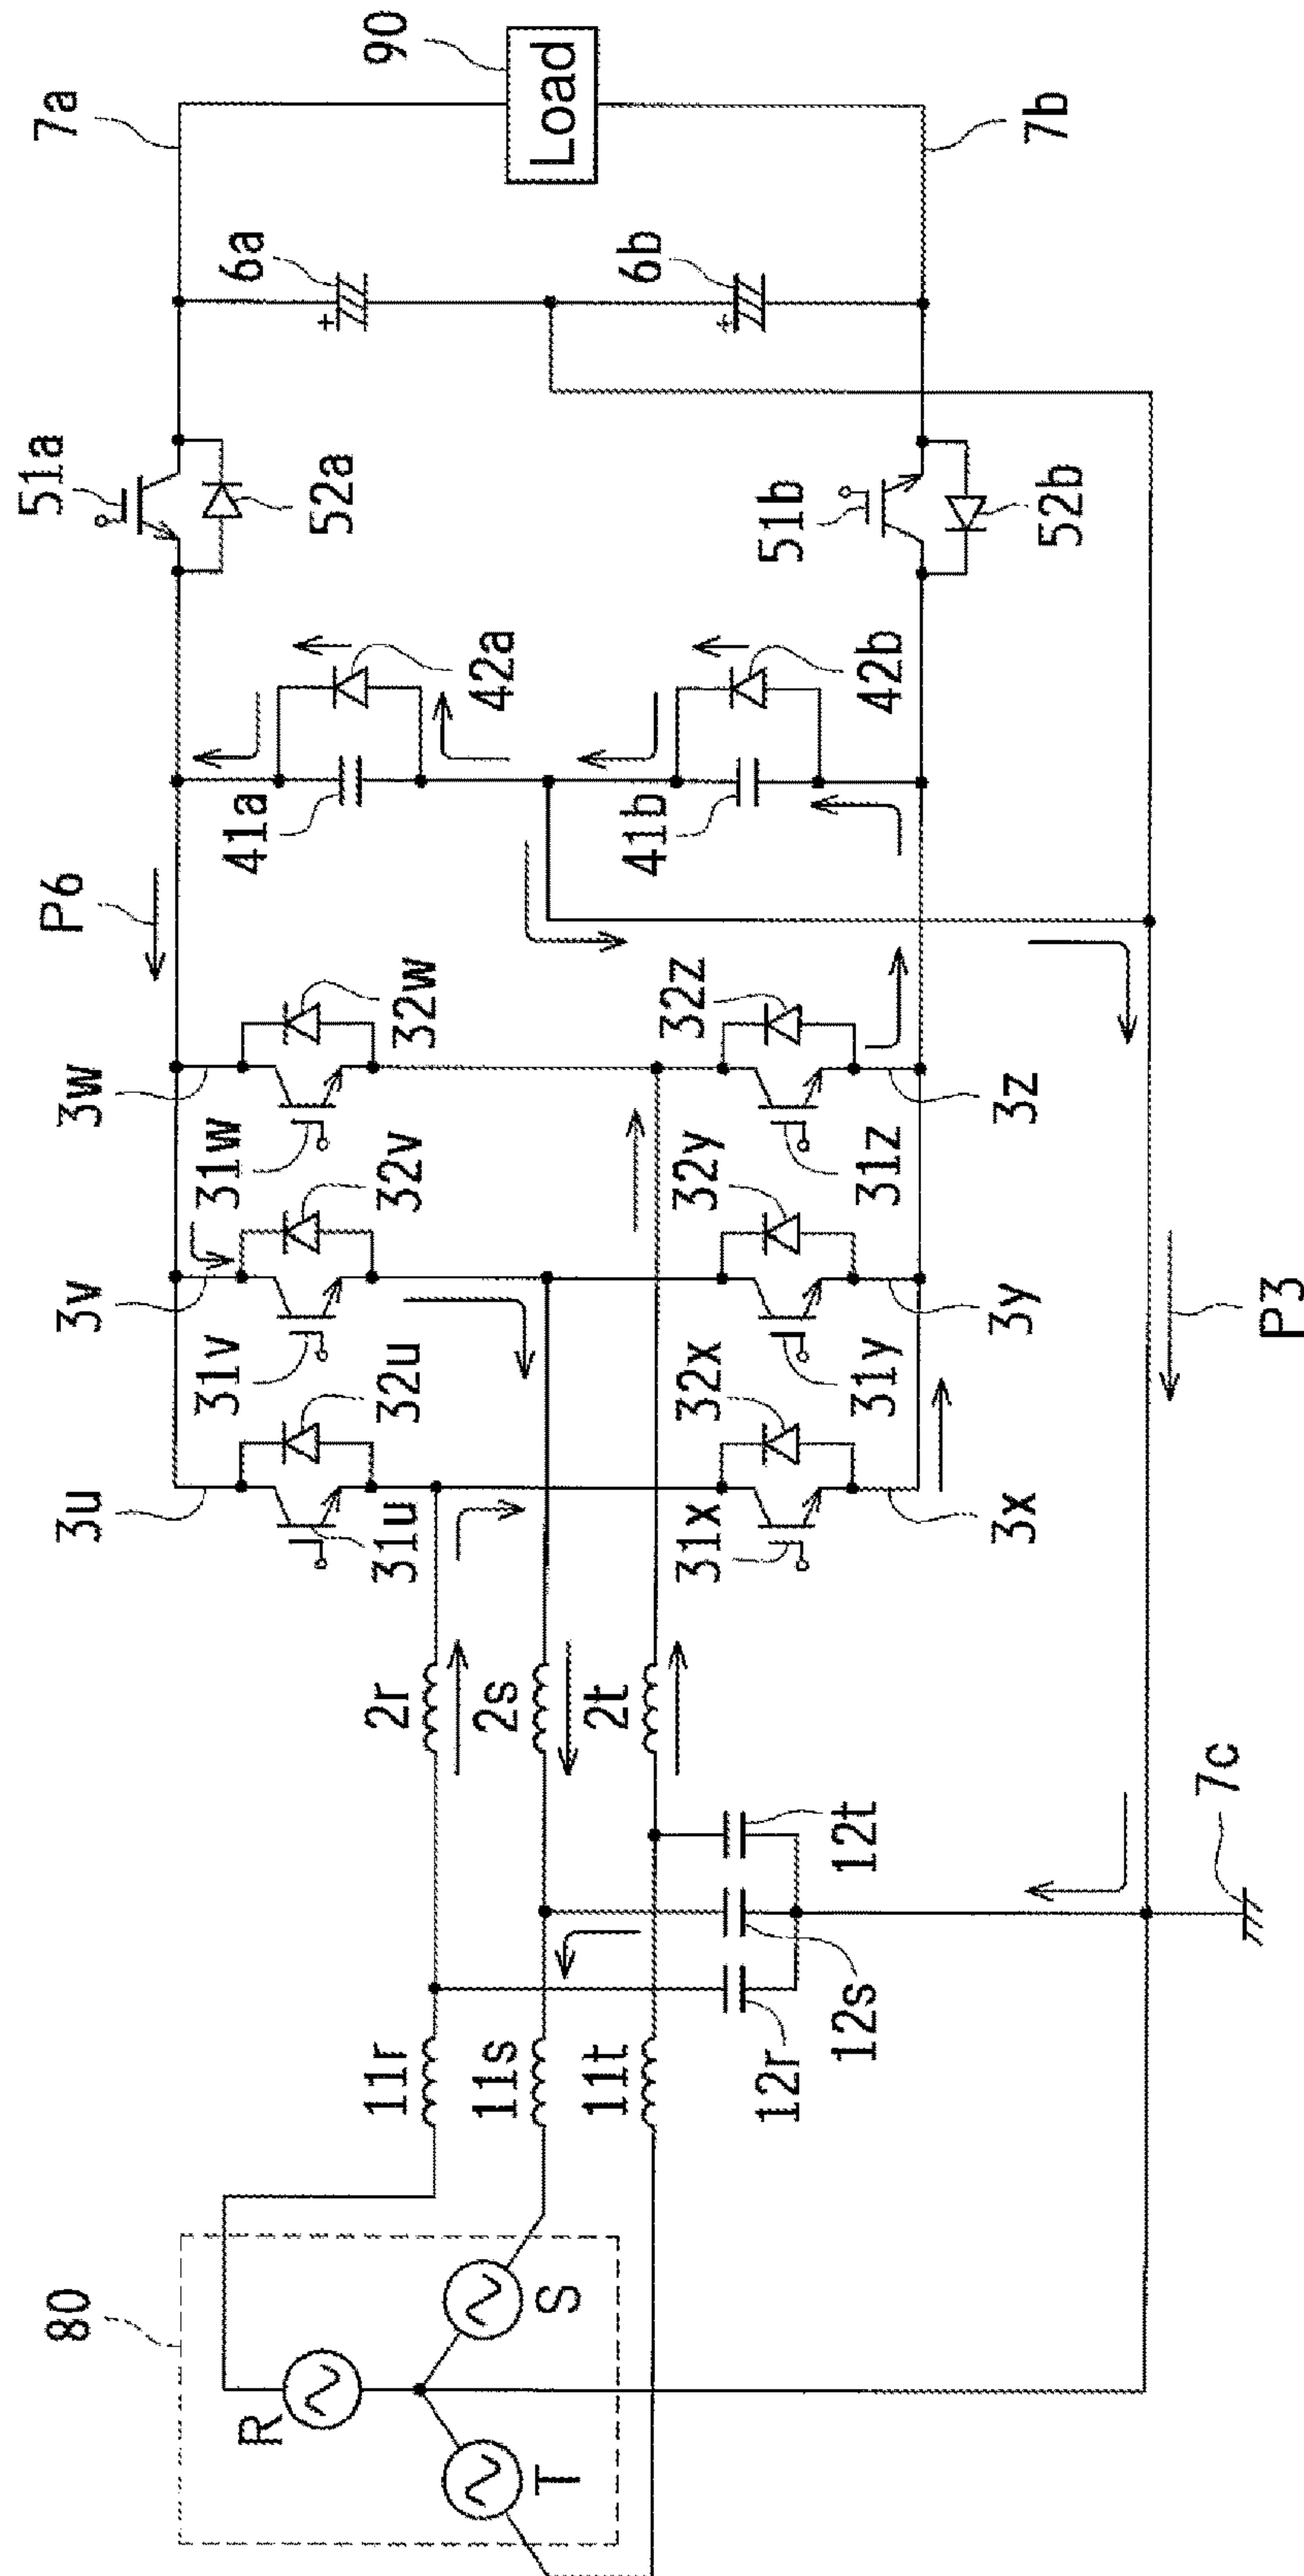 80
R
S
T
11r
11s
11t
12r
12s
12t
7c
2r
2s
2t
3u
3v
3w
31u
31v
31w
32u
32v
32w
P6
31x
31y
31z
32x
32y
32z
3x
3y
3z
P3
41a
42a
41b
42b
51a
52a
51b
52b
6a
+
6b
+
7a
7b
90
Load